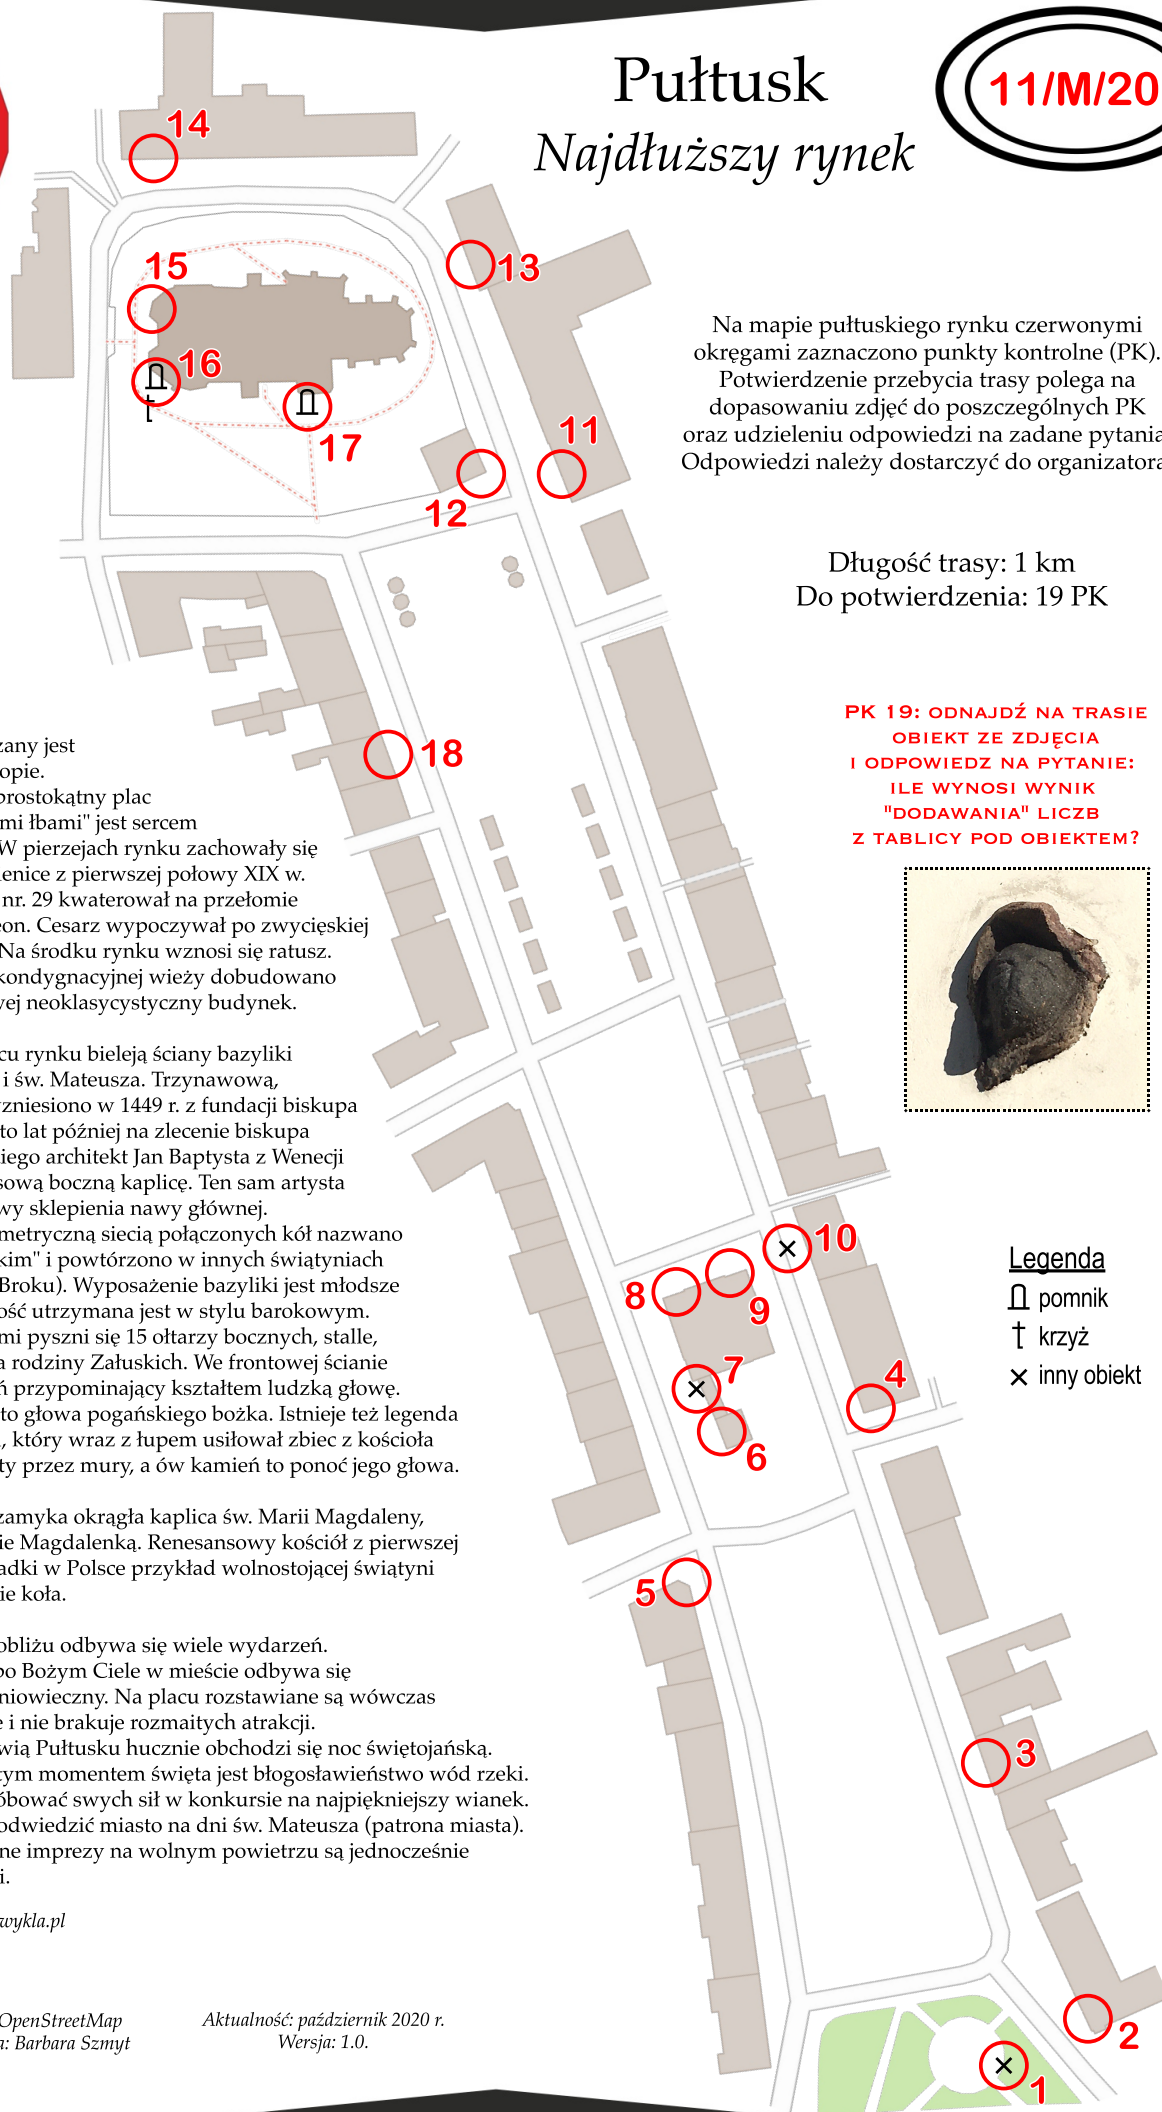 Pułtusk
Najdłuższy rynek
11/M/20
Na mapie pułtuskiego rynku czerwonymi
okręgami zaznaczono punkty kontrolne (PK).
Potwierdzenie przebycia trasy polega na
dopasowaniu zdjęć do poszczególnych PK
oraz udzieleniu odpowiedzi na zadane pytania
Odpowiedzi należy dostarczyć do organizatora
Długość trasy: 1 km
Do potwierdzenia: 19 PK
PK 19: ODNAJDŹ NA TRASIE
OBIEKT ZE ZDJĘCIA
I ODPOWIEDZ NA PYTANIE:
ILE WYNOSI WYNIK
"DODAWANIA" LICZB
Z TABLICY POD OBIEKTEM?
Legenda
pomnik
krzyż
inny obiekt
14
13
15
16
17
11
12
18
10
8
9
7
4
6
5
3
2
1
zany jest
opie.
prostokątny plac
mi łbami" jest sercem
W pierzejach rynku zachowały się
ienice z pierwszej połowy XIX w.
nr. 29 kwaterował na przełomie
eon. Cesarz wypoczywał po zwycięskiej
Na środku rynku wznosi się ratusz.
kondygnacyjnej wieży dobudowano
vej neoklasycystyczny budynek.
cu rynku bieleją ściany bazyliki
i św. Mateusza. Trzynawową,
vzniesiono w 1449 r. z fundacji biskupa
to lat później na zlecenie biskupa
kiego architekt Jan Baptysta z Wenecji
sową boczną kaplicę. Ten sam artysta
wy sklepienia nawy głównej.
metryczną siecią połączonych kół nazwano
kim" i powtórzono w innych świątyniach
Broku). Wyposażenie bazyliki jest młodsze
ość utrzymana jest w stylu barokowym.
mi pyszni się 15 ołtarzy bocznych, stalle,
a rodziny Załuskich. We frontowej ścianie
ń przypominający kształtem ludzką głowę.
to głowa pogańskiego bożka. Istnieje też legenda
, który wraz z łupem usiłował zbiec z kościoła
ty przez mury, a ów kamień to ponoć jego głowa.
zamyka okrągła kaplica św. Marii Magdaleny,
ie Magdalenką. Renesansowy kościół z pierwszej
adki w Polsce przykład wolnostojącej świątyni
ie koła.
obliżu odbywa się wiele wydarzeń.
po Bożym Ciele w mieście odbywa się
niowieczny. Na placu rozstawiane są wówczas
e i nie brakuje rozmaitych atrakcji.
wią Pułtusku hucznie obchodzi się noc świętojańską.
tym momentem święta jest błogosławieństwo wód rzeki.
óbować swych sił w konkursie na najpiękniejszy wianek.
odwiedzić miasto na dni św. Mateusza (patrona miasta).
ne imprezy na wolnym powietrzu są jednocześnie
i.
wykla.pl
OpenStreetMap
a: Barbara Szmyt
Aktualność: październik 2020 r.
Wersja: 1.0.